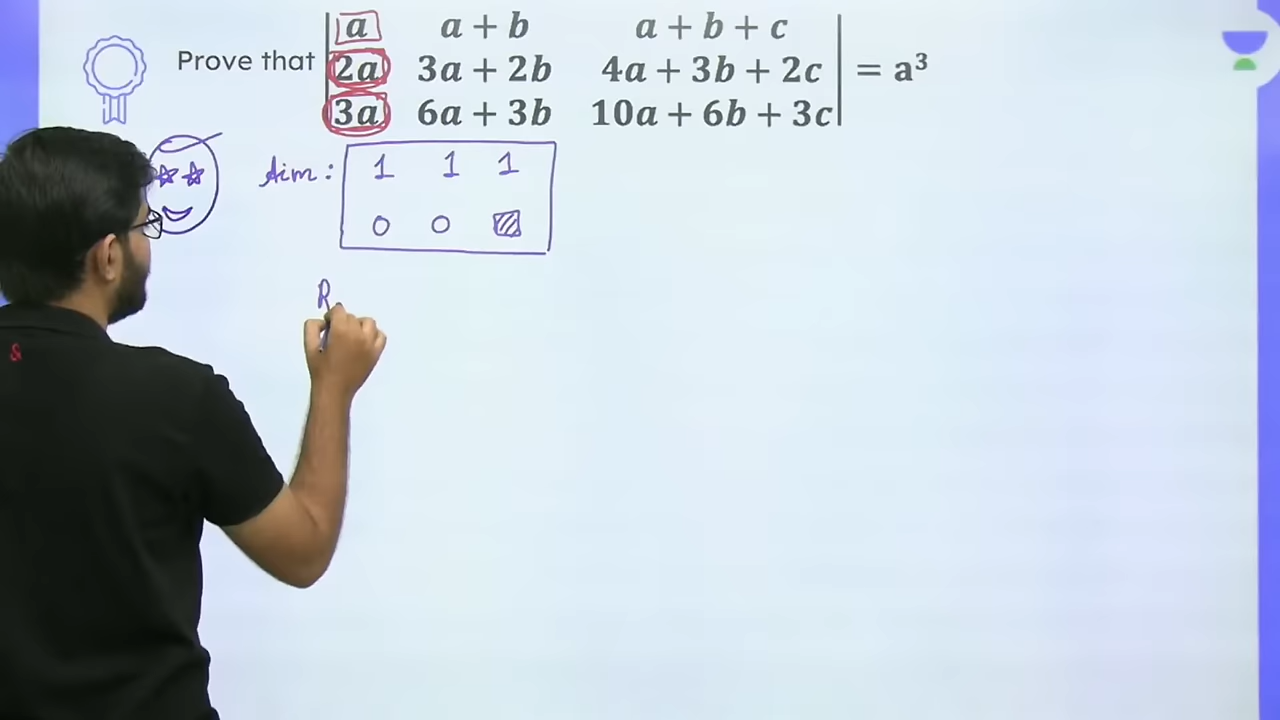 a a + b a + b + c
Prove that 2a 3a + 2b 4a + 3b + 2c = a³
3a 6a + 3b 10a + 6b + 3c
Aim : 1 1 1
0 0
R